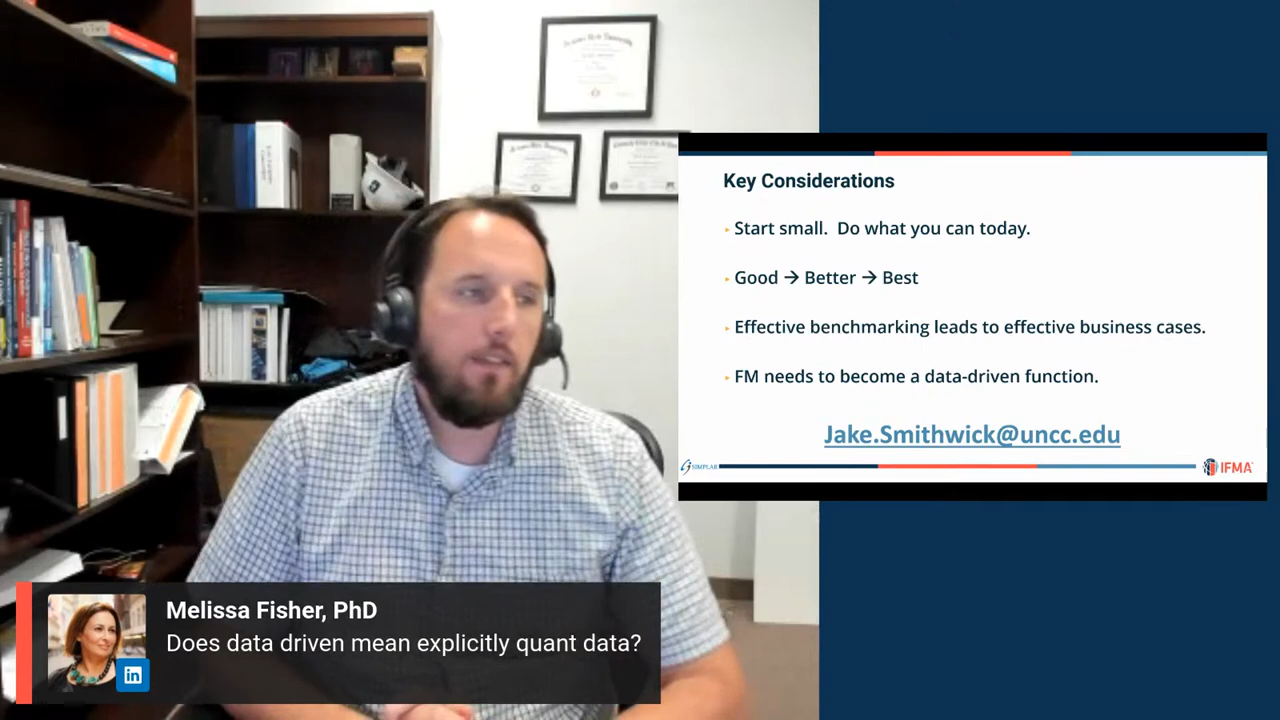 Key Considerations
Start small. Do what you can today.
Good → Better → Best
Effective benchmarking leads to effective business cases.
FM needs to become a data-driven function.
Jake.Smithwick@uncc.edu
SIMPLAR
IFMA
Melissa Fisher, PhD
Does data driven mean explicitly quant data?
in